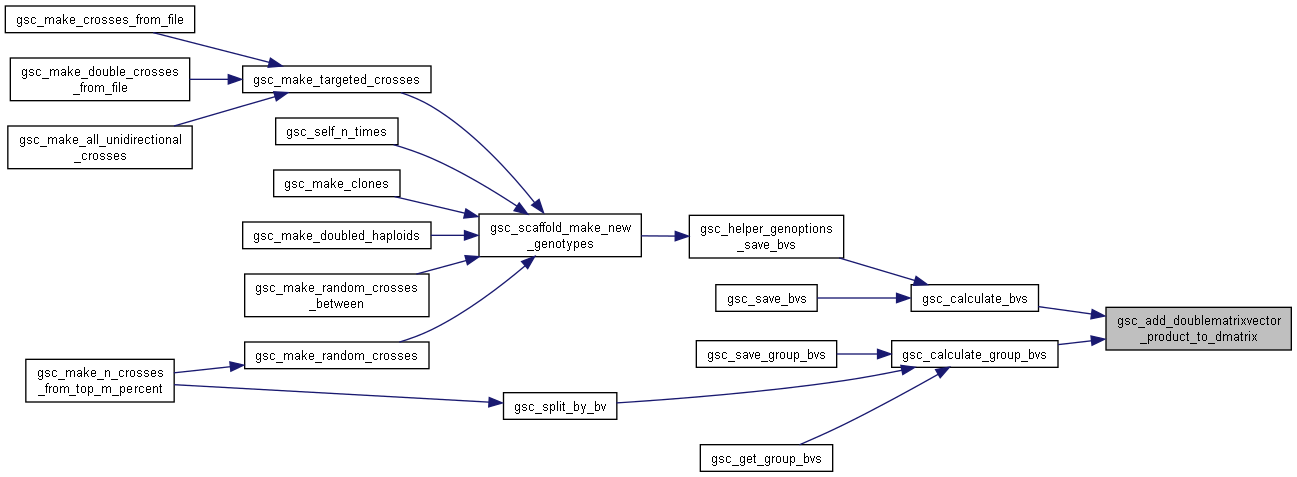 gsc_make_crosses_from_file
gsc_make_double_crosses
_from_file
gsc_make_all_unidirectional
_crosses
gsc_make_targeted_crosses
gsc_self_n_times
gsc_make_clones
gsc_make_doubled_haploids
gsc_make_random_crosses
_between
gsc_make_random_crosses
gsc_make_n_crosses
_from_top_m_percent
gsc_scaffold_make_new
_genotypes
gsc_split_by_bv
gsc_helper_genoptions
_save_bvs
gsc_save_bvs
gsc_save_group_bvs
gsc_get_group_bvs
gsc_calculate_bvs
gsc_calculate_group_bvs
gsc_add_doublematrixvector
_product_to_dmatrix